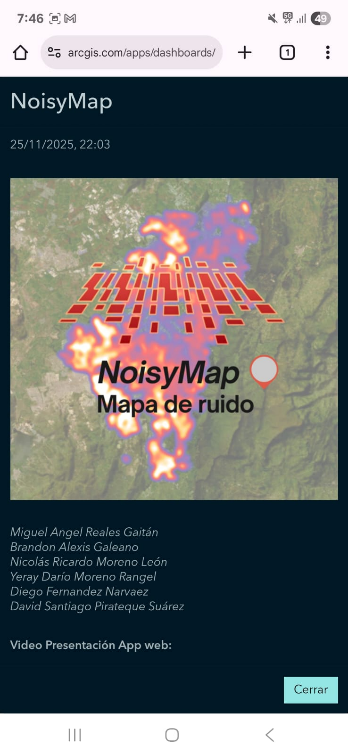 7:46
49
arcgis.com/apps/dashboards/
1
NoisyMap
25/11/2025, 22:03
NoisyMap
Mapa de ruido
Miguel Angel Reales Gaitán
Brandon Alexis Galeano
Nicolás Ricardo Moreno León
Yeray Darío Moreno Rangel
Diego Fernandez Narvaez
David Santiago Pirateque Suárez
Video Presentación App web:
Cerrar